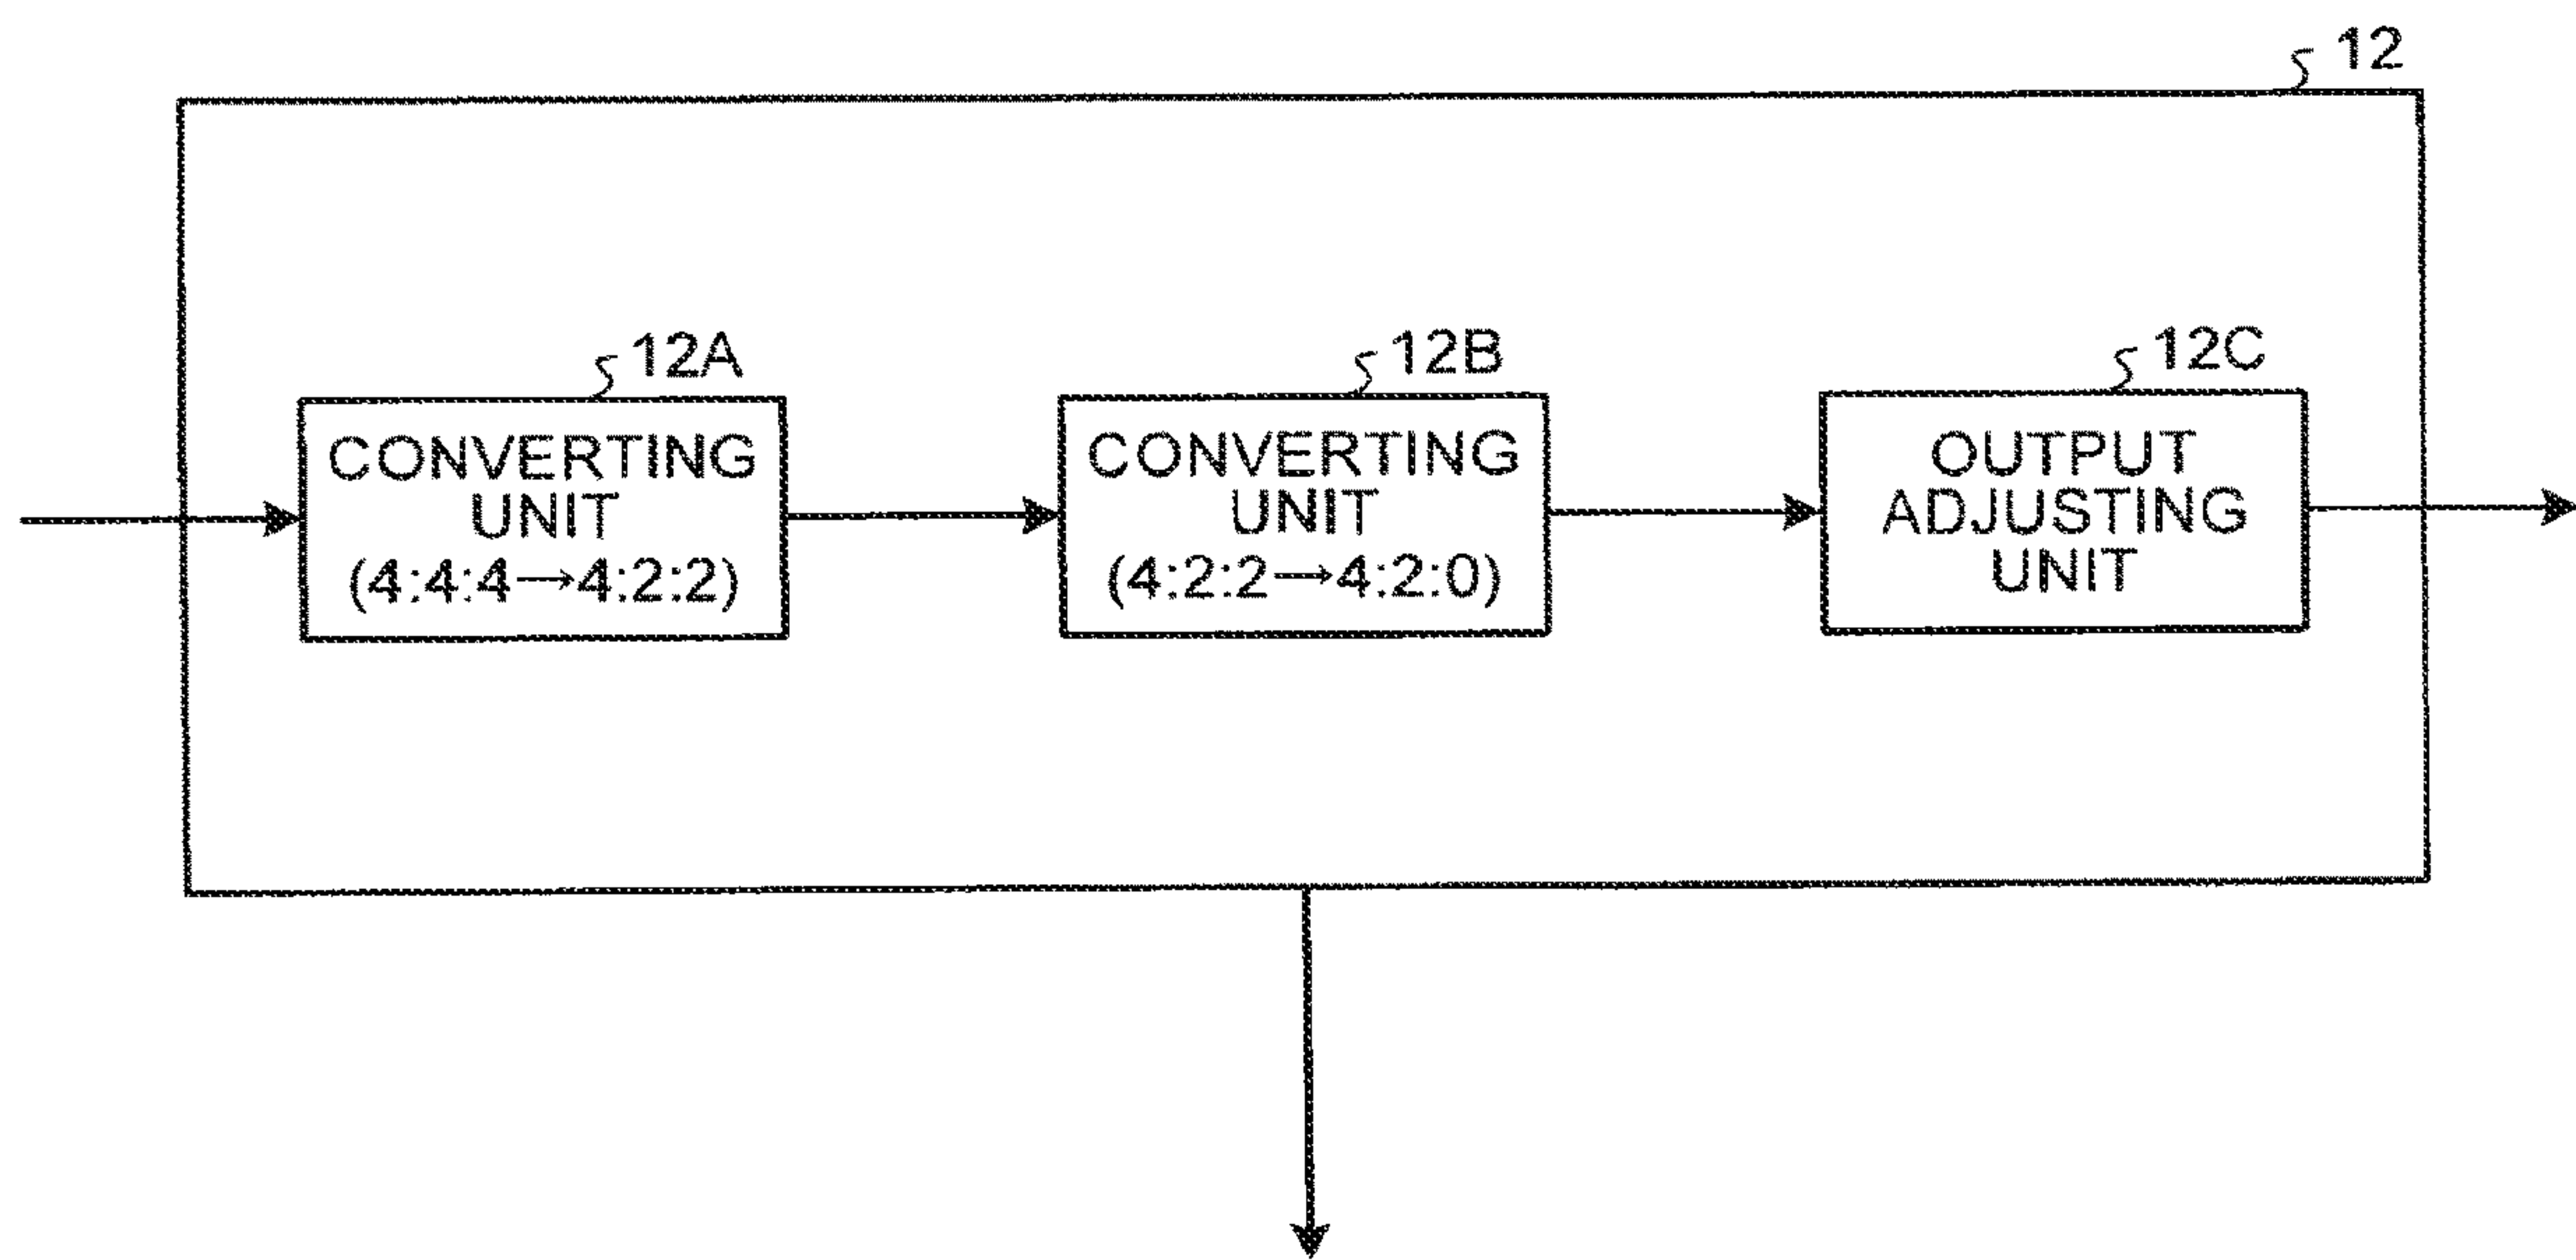 12
12A
CONVERTING
UNIT
(4:4:4→4:2:2)
12B
CONVERTING
UNIT
(4:2:2→4:2:0)
12C
OUTPUT
ADJUSTING
UNIT